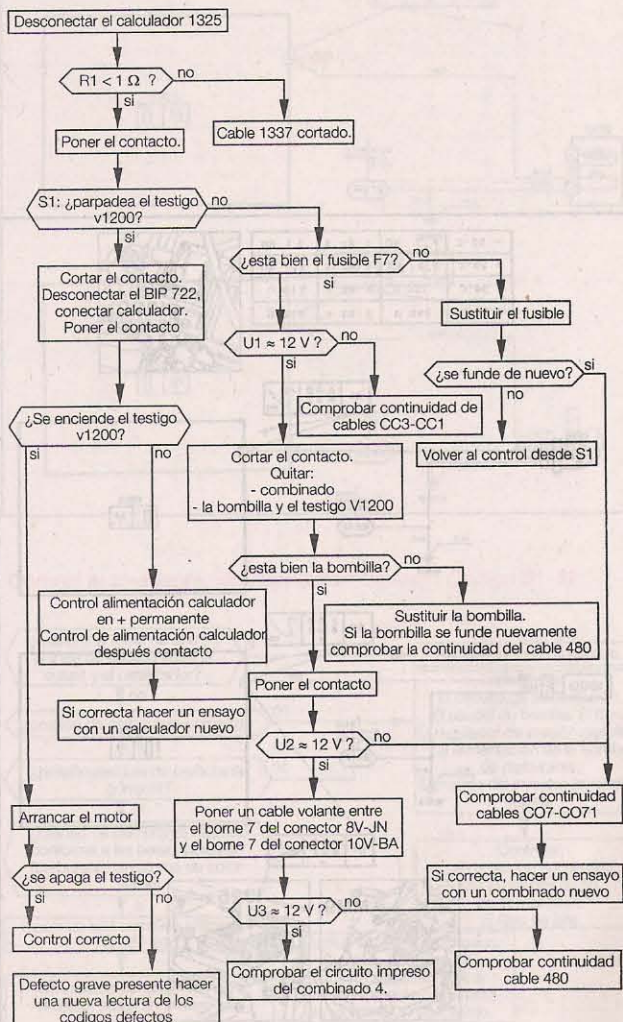 Desconectar el calculador 1325
R1 < 1 Ω ?
no
si
Poner el contacto.
Cable 1337 cortado.
S1: ¿parpadea el testigo
v1200?
no
si
Cortar el contacto.
Desconectar el BIP 722,
conectar calculador.
Poner el contacto
¿esta bien el fusible F7?
no
si
Sustituir el fusible
U1 ≈ 12 V ?
no
si
¿se funde de nuevo?
si
no
Comprobar continuidad de
cables CC3-CC1
¿Se enciende el testigo
v1200?
si
no
Volver al control desde S1
Cortar el contacto.
Quitar:
- combinado
- la bombilla y el testigo V1200
¿esta bien la bombilla?
no
si
Control alimentación calculador
en + permanente
Control de alimentación calculador
después contacto
Sustituir la bombilla.
Si la bombilla se funde nuevamente
comprobar la continuidad del cable 480
Poner el contacto
Si correcta hacer un ensayo
con un calculador nuevo
U2 ≈ 12 V ?
no
si
Arrancar el motor
Poner un cable volante entre
el borne 7 del conector 8V-JN
y el borne 7 del conector 10V-BA
Comprobar continuidad
cables CO7-CO71
¿se apaga el testigo?
si
no
Si correcta, hacer un ensayo
con un combinado nuevo
U3 ≈ 12 V ?
no
si
Control correcto
Comprobar el circuito impreso
del combinado 4.
Comprobar continuidad
cable 480
Defecto grave presente hacer
una nueva lectura de los
codigos defectos